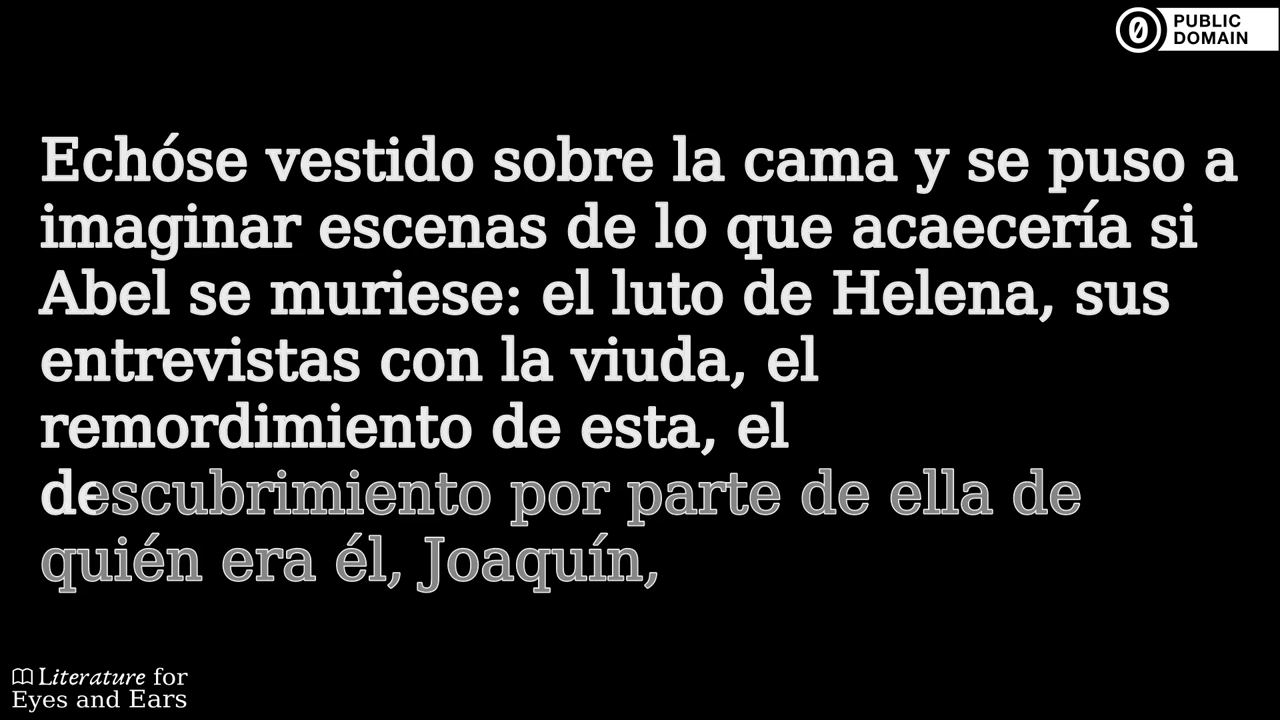 PUBLIC
DOMAIN
Echóse vestido sobre la cama y se puso a
imaginar escenas de lo que acaecería si
Abel se muriese: el luto de Helena, sus
entrevistas con la viuda, el
remordimiento de esta, el
descubrimiento por parte de ella de
quién era él, Joaquín,
Literature for
Eyes and Ears